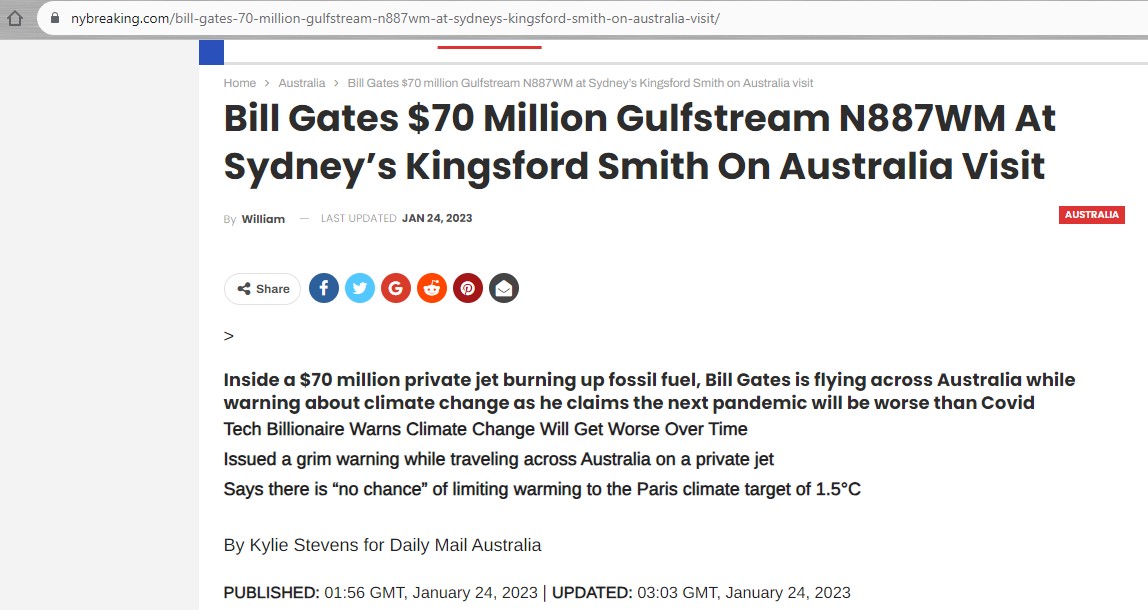 nybreaking.com/bill-gates-70-million-gulfstream-n887wm-at-sydneys-kingsford-smith-on-australia-visit/
Home > Australia > Bill Gates $70 million Gulfstream N887WM at Sydney's Kingsford Smith on Australia visit
Bill Gates $70 Million Gulfstream N887WM At
Sydney’s Kingsford Smith On Australia Visit
By William — LAST UPDATED JAN 24, 2023
AUSTRALIA
Share
>
Inside a $70 million private jet burning up fossil fuel, Bill Gates is flying across Australia while
warning about climate change as he claims the next pandemic will be worse than Covid
Tech Billionaire Warns Climate Change Will Get Worse Over Time
Issued a grim warning while traveling across Australia on a private jet
Says there is “no chance” of limiting warming to the Paris climate target of 1.5°C
By Kylie Stevens for Daily Mail Australia
PUBLISHED: 01:56 GMT, January 24, 2023 | UPDATED: 03:03 GMT, January 24, 2023